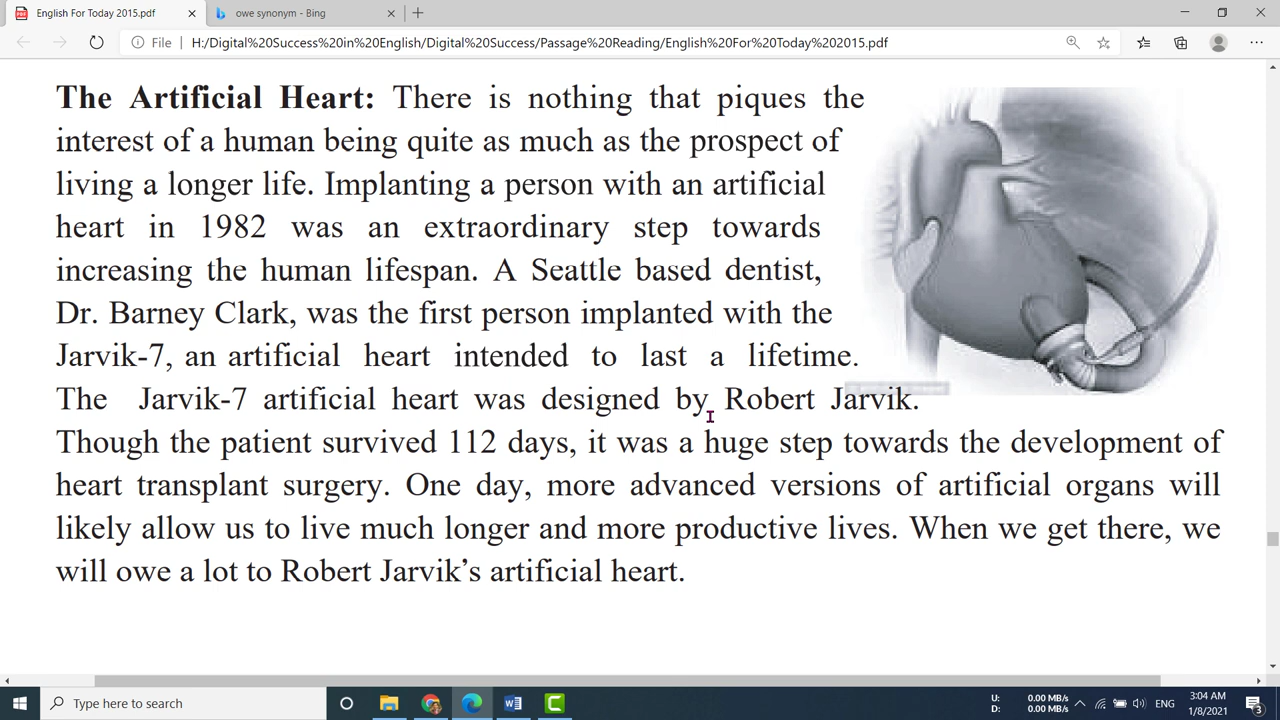 English For Today 2015.pdf
owe synonym - Bing
File
H:/Digital%20Success%20in%20English/Digital%20Success/Passage%20Reading/English%20For%20Today%202015.pdf
The Artificial Heart: There is nothing that piques the
interest of a human being quite as much as the prospect of
living a longer life. Implanting a person with an artificial
heart in 1982 was an extraordinary step towards
increasing the human lifespan. A Seattle based dentist,
Dr. Barney Clark, was the first person implanted with the
Jarvik-7, an artificial heart intended to last a lifetime.
The Jarvik-7 artificial heart was designed by Robert Jarvik.
Though the patient survived 112 days, it was a huge step towards the development of
heart transplant surgery. One day, more advanced versions of artificial organs will
likely allow us to live much longer and more productive lives. When we get there, we
will owe a lot to Robert Jarvik’s artificial heart.
Type here to search
U: 0.00 MB/s
D: 0.00 MB/s
ENG
3:04 AM
1/8/2021
3